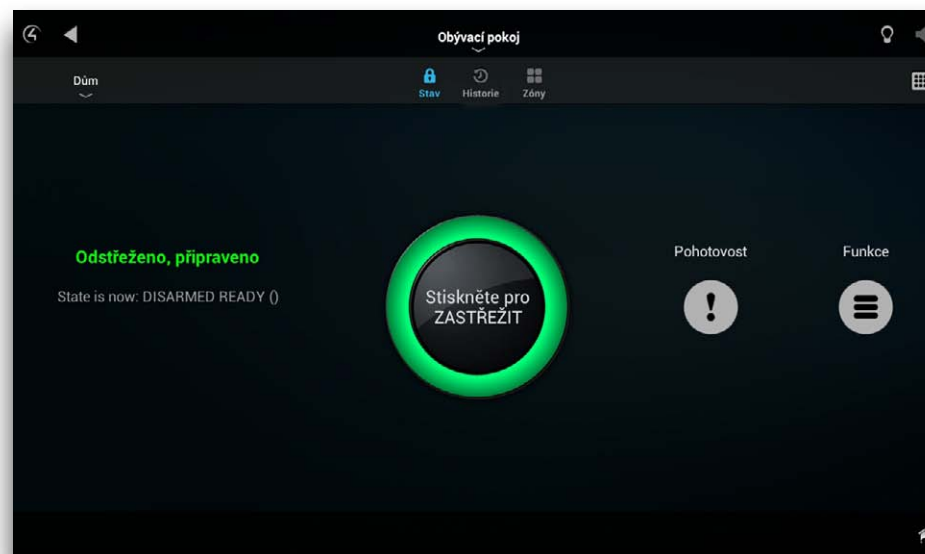 Obývací pokoj
Dům
Stav
Historie
Zóny
Odstřeženo, připraveno
State is now: DISARMED READY ()
Stiskněte pro
ZASTŘEŽIT
Pohotovost
Funkce